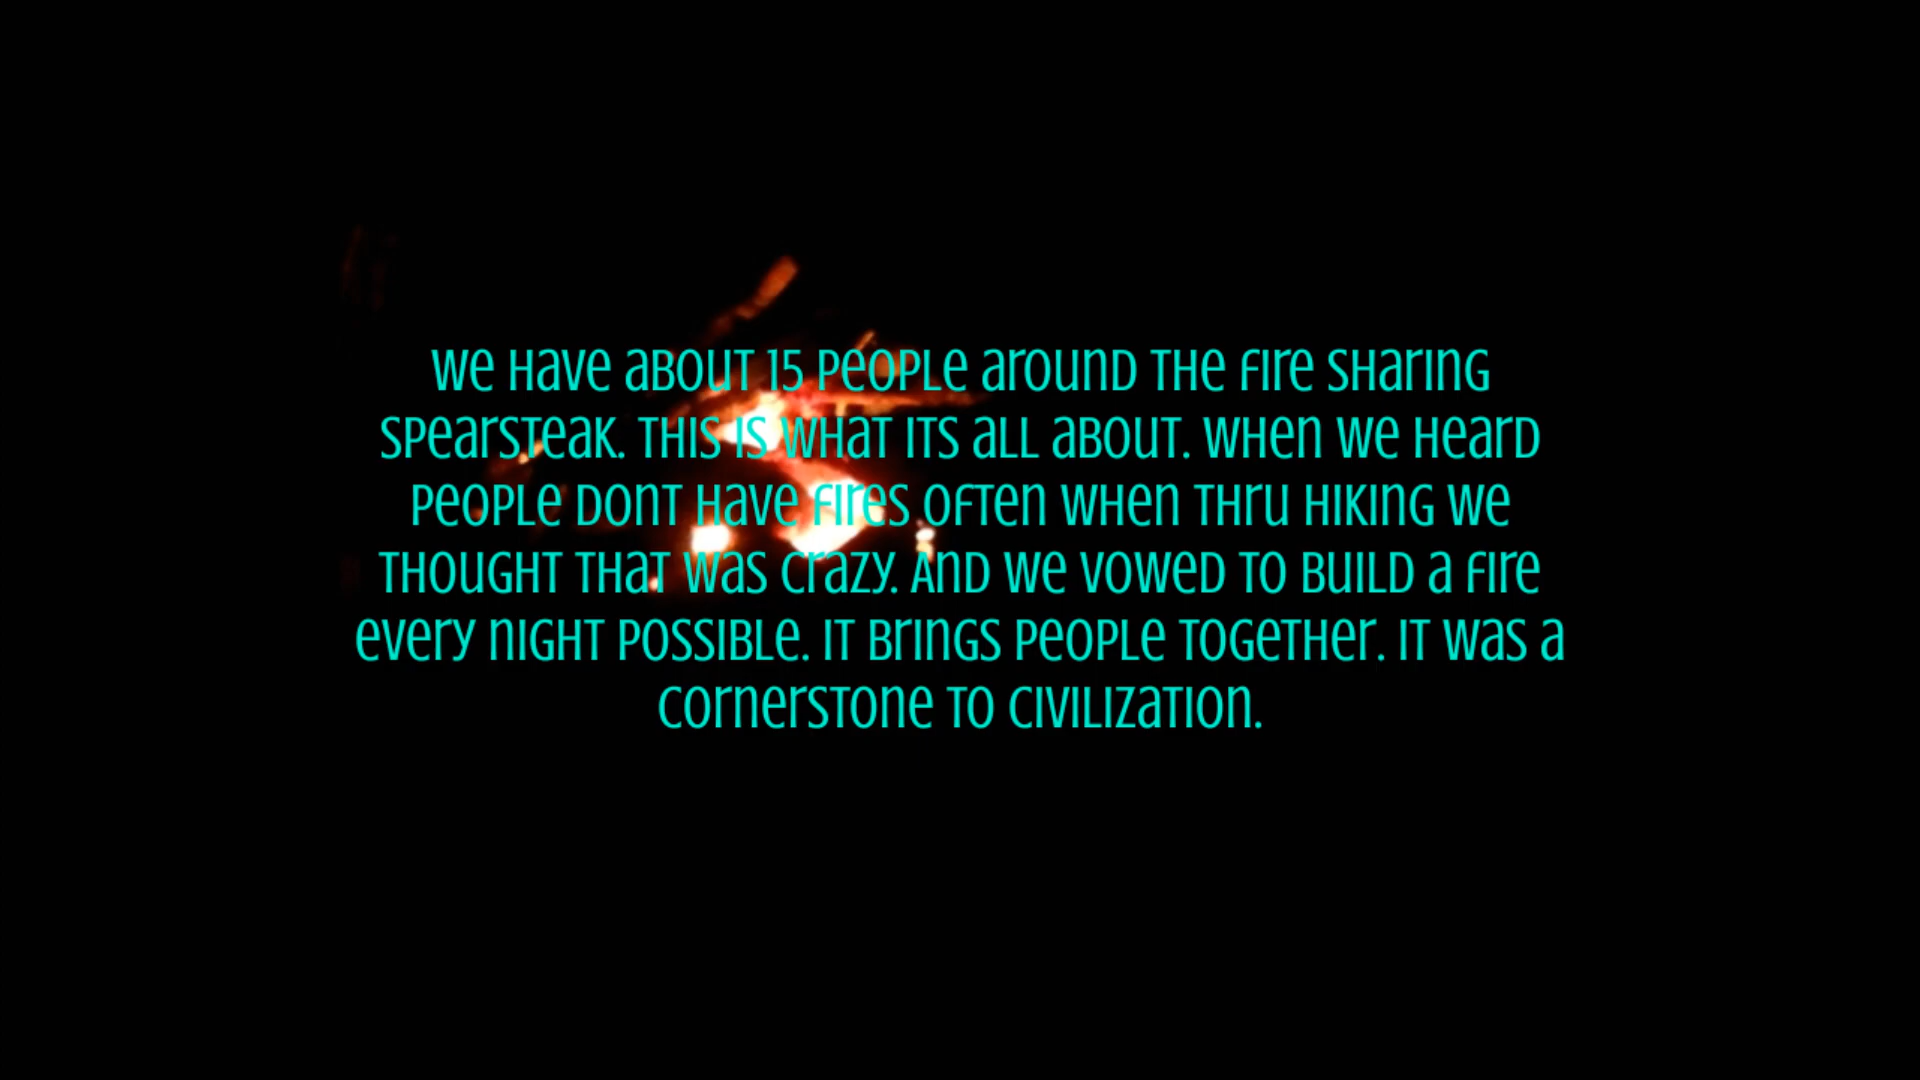 We have about 15 people around the fire sharing
spearsteak. This is what its all about. When we heard
people dont have fires often when thru hiking we
thought that was crazy. And we vowed to build a fire
every night possible. It brings people together. It was a
cornerstone to civilization.